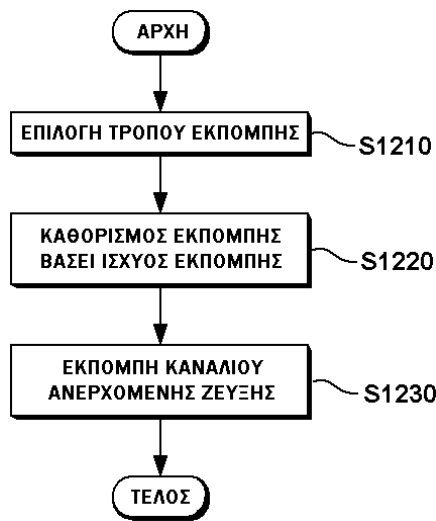 ΑΡΧΗ
ΕΠΙΛΟΓΗ ΤΡΟΠΟΥ ΕΚΠΟΜΠΗΣ
S1210
ΚΑΘΟΡΙΣΜΟΣ ΕΚΠΟΜΠΗΣ
ΒΑΣΕΙ ΙΣΧΥΟΣ ΕΚΠΟΜΠΗΣ
S1220
ΕΚΠΟΜΠΗ ΚΑΝΑΛΙΟΥ
ΑΝΕΡΧΟΜΕΝΗΣ ΖΕΥΞΗΣ
S1230
ΤΕΛΟΣ